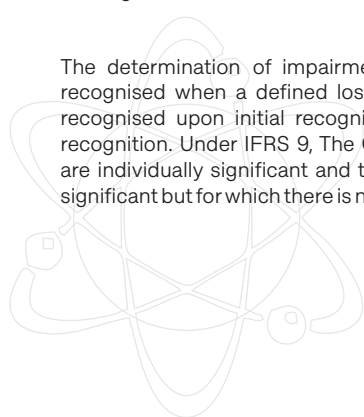 The determination of impairme
recognised when a defined los
recognised upon initial recogni
recognition. Under IFRS 9, The
are individually significant and t
significant but for which there is n